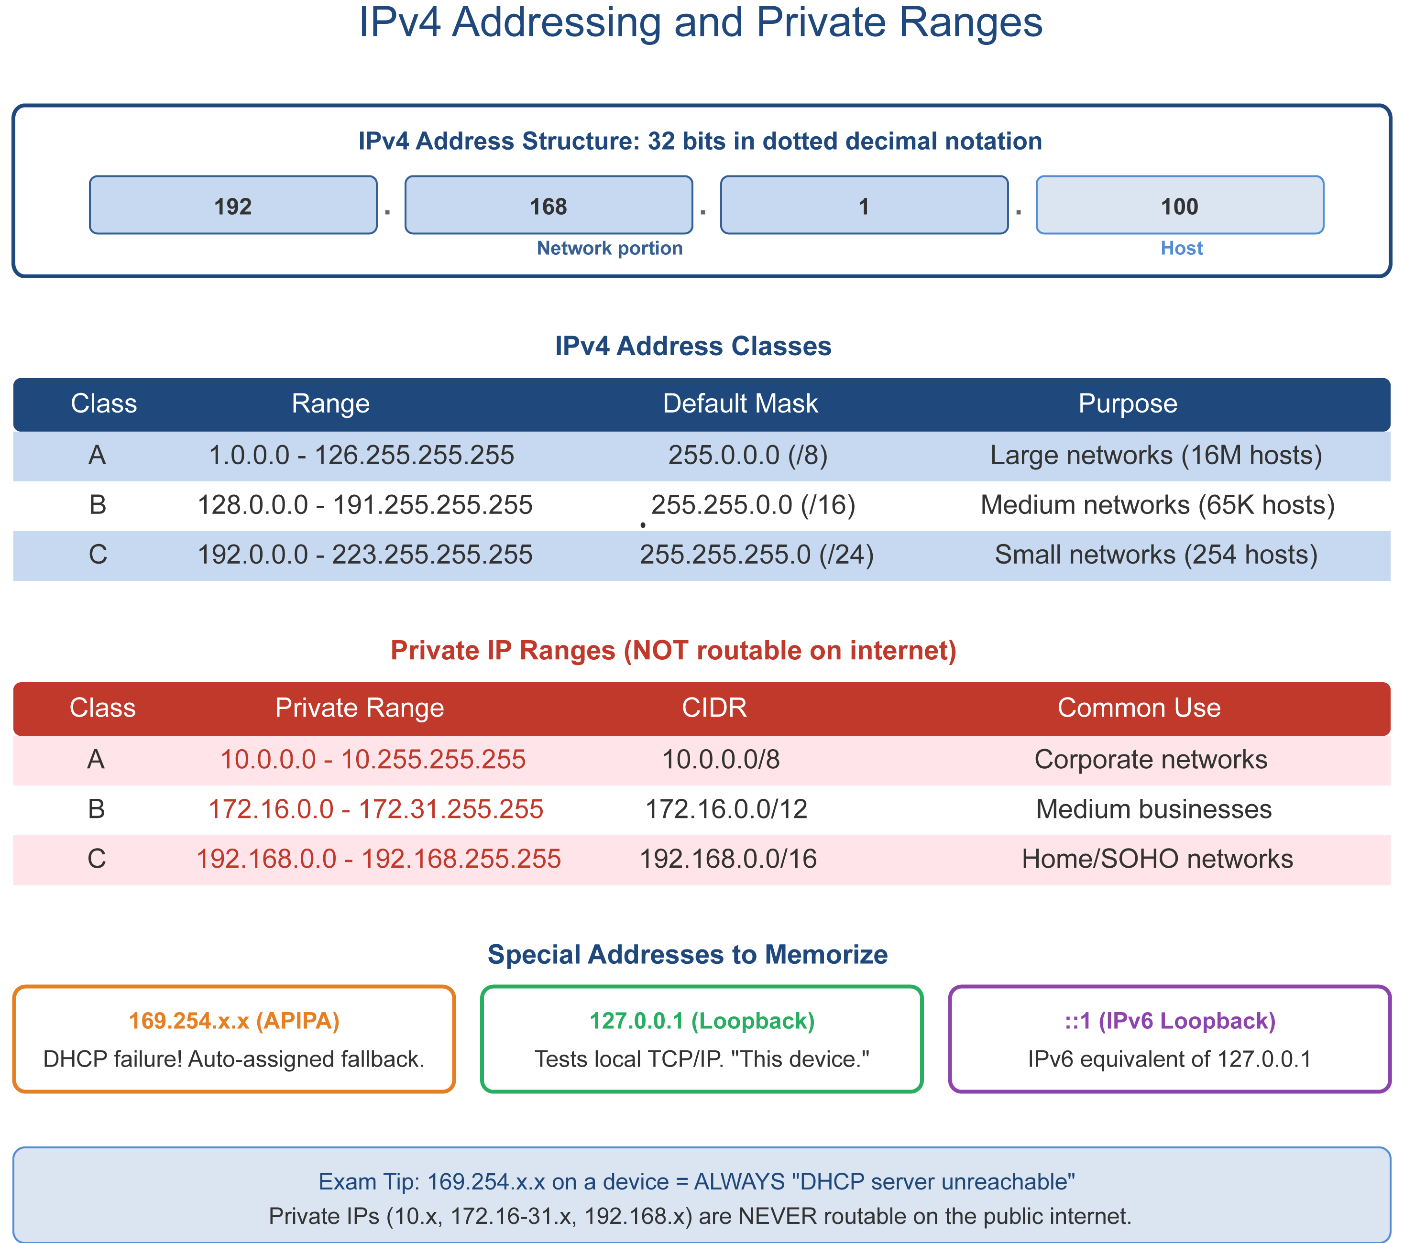 IPv4 Addressing and Private Ranges
IPv4 Address Structure: 32 bits in dotted decimal notation
192 . 168 . 1 . 100
Network portion Host
IPv4 Address Classes
Class Range Default Mask Purpose
A 1.0.0.0 - 126.255.255.255 255.0.0.0 (/8) Large networks (16M hosts)
B 128.0.0.0 - 191.255.255.255 255.255.0.0 (/16) Medium networks (65K hosts)
C 192.0.0.0 - 223.255.255.255 255.255.255.0 (/24) Small networks (254 hosts)
Private IP Ranges (NOT routable on internet)
Class Private Range CIDR Common Use
A 10.0.0.0 - 10.255.255.255 10.0.0.0/8 Corporate networks
B 172.16.0.0 - 172.31.255.255 172.16.0.0/12 Medium businesses
C 192.168.0.0 - 192.168.255.255 192.168.0.0/16 Home/SOHO networks
Special Addresses to Memorize
169.254.x.x (APIPA)
DHCP failure! Auto-assigned fallback.
127.0.0.1 (Loopback)
Tests local TCP/IP. "This device."
::1 (IPv6 Loopback)
IPv6 equivalent of 127.0.0.1
Exam Tip: 169.254.x.x on a device = ALWAYS "DHCP server unreachable"
Private IPs (10.x, 172.16-31.x, 192.168.x) are NEVER routable on the public internet.